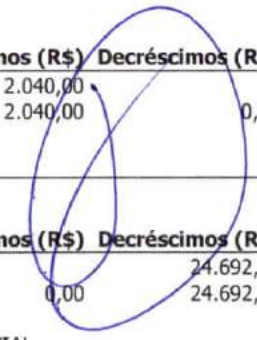 mos (R$) Decréscimos (R
2.040,00
2.040,00 0,
mos (R$) Decréscimos (R
24.692,
0,00 24.692,